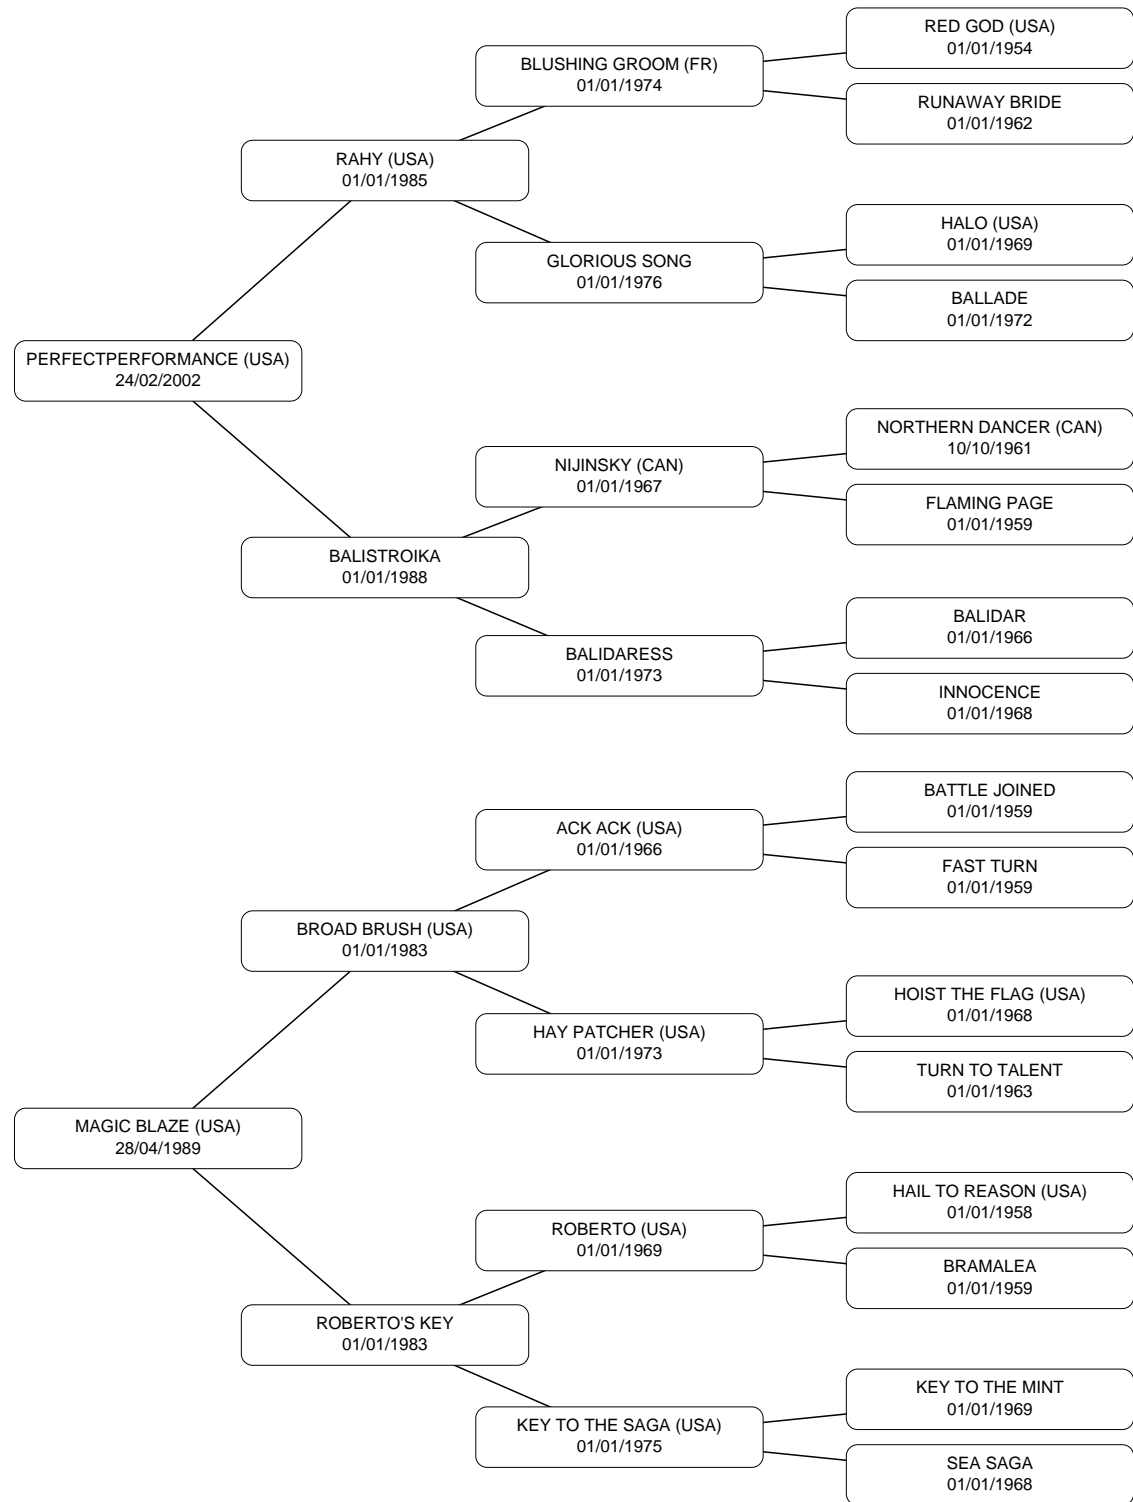 RED GOD (USA)
01/01/1954
BLUSHING GROOM (FR)
01/01/1974
RUNAWAY BRIDE
01/01/1962
RAHY (USA)
01/01/1985
HALO (USA)
01/01/1969
GLORIOUS SONG
01/01/1976
BALLADE
01/01/1972
PERFECTPERFORMANCE (USA)
24/02/2002
NORTHERN DANCER (CAN)
10/10/1961
NIJINSKY (CAN)
01/01/1967
FLAMING PAGE
01/01/1959
BALISTROIKA
01/01/1988
BALIDAR
01/01/1966
BALIDARESS
01/01/1973
INNOCENCE
01/01/1968
BATTLE JOINED
01/01/1959
ACK ACK (USA)
01/01/1966
FAST TURN
01/01/1959
BROAD BRUSH (USA)
01/01/1983
HOIST THE FLAG (USA)
01/01/1968
HAY PATCHER (USA)
01/01/1973
TURN TO TALENT
01/01/1963
MAGIC BLAZE (USA)
28/04/1989
HAIL TO REASON (USA)
01/01/1958
ROBERTO (USA)
01/01/1969
BRAMALEA
01/01/1959
ROBERTO'S KEY
01/01/1983
KEY TO THE MINT
01/01/1969
KEY TO THE SAGA (USA)
01/01/1975
SEA SAGA
01/01/1968